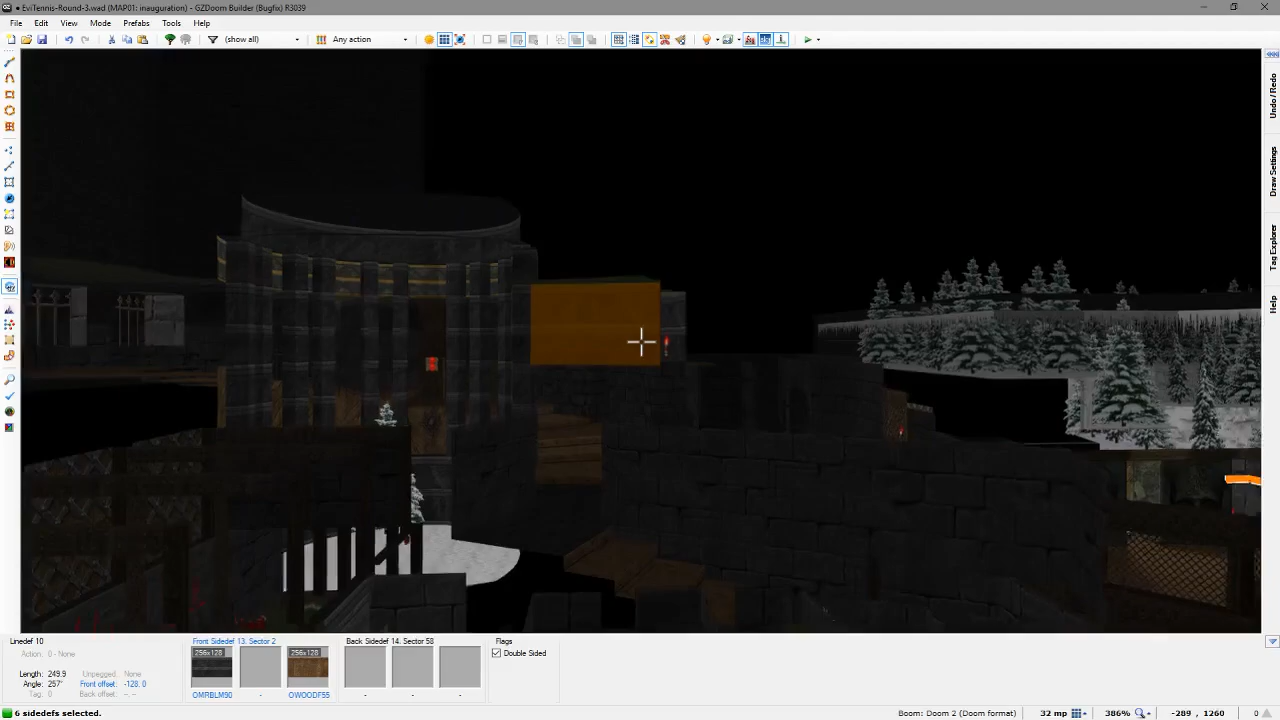 EviTennis-Round-3.wad (MAP01: inauguration) - GZDoom Builder (Bugfix) R3039
File Edit View Mode Prefabs Tools Help
(show all) Any action
Undo / Redo
Draw Settings
Tag Explorer
Help
Linedef 10
Action: 0 - None
Length: 249.9
Angle: 257°
Tag: 0
Unpegged: None
Front offset: -128. 0
Back offset: --. --
Front Sidedef 13. Sector 2
256x128 256x128
OMRBLM90 - OWOODF55
Back Sidedef 14. Sector 58
- - -
Flags
Double Sided
6 sidedefs selected.
Boom: Doom 2 (Doom format) 32 mp 386% -289 , 1260 0